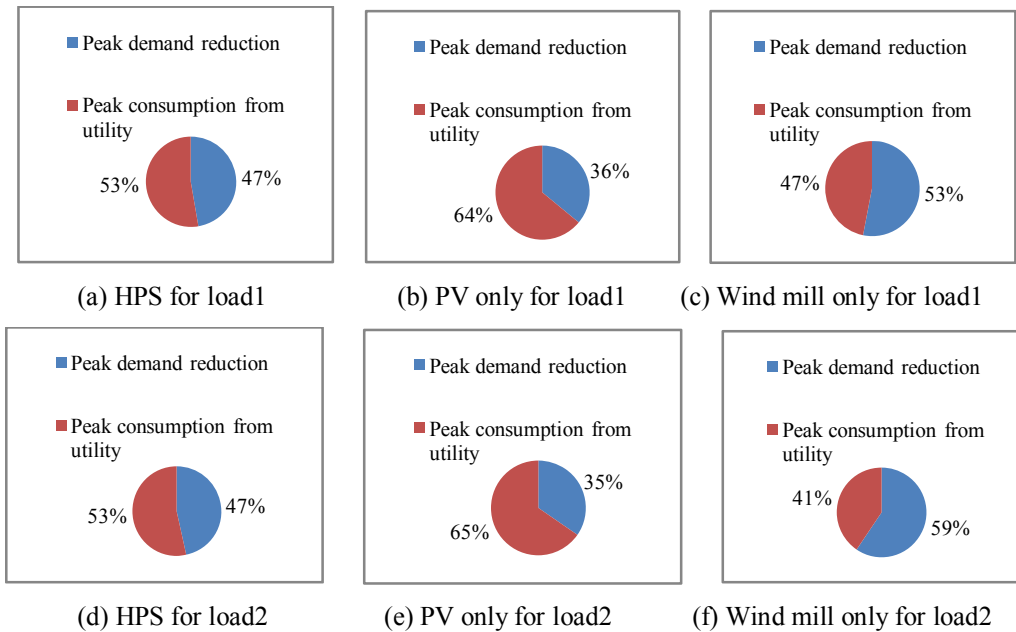 Peak demand reduction
Peak consumption from
utility
53%
47%
(a) HPS for load1
Peak demand reduction
Peak consumption from
utility
36%
64%
(b) PV only for load1
Peak demand reduction
Peak consumption from
utility
47%
53%
(c) Wind mill only for load1
Peak demand reduction
Peak consumption from
utility
53%
47%
(d) HPS for load2
Peak demand reduction
Peak consumption from
utility
35%
65%
(e) PV only for load2
Peak demand reduction
Peak consumption from
utility
41%
59%
(f) Wind mill only for load2